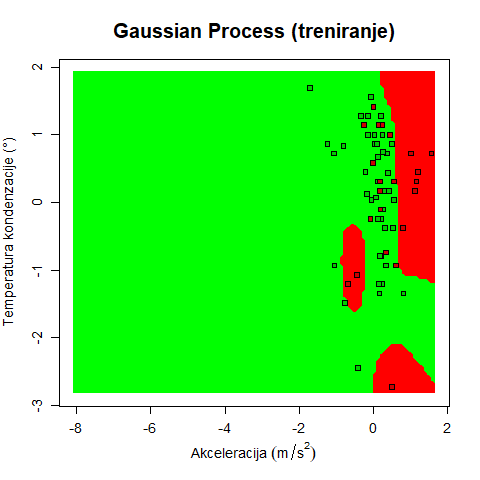 Gaussian Process (treniranje)
Temperatura kondenzacije (°)
2
1
0
-1
-2
-3
-8 -6 -4 -2 0 2
Akceleracija (m/s²)